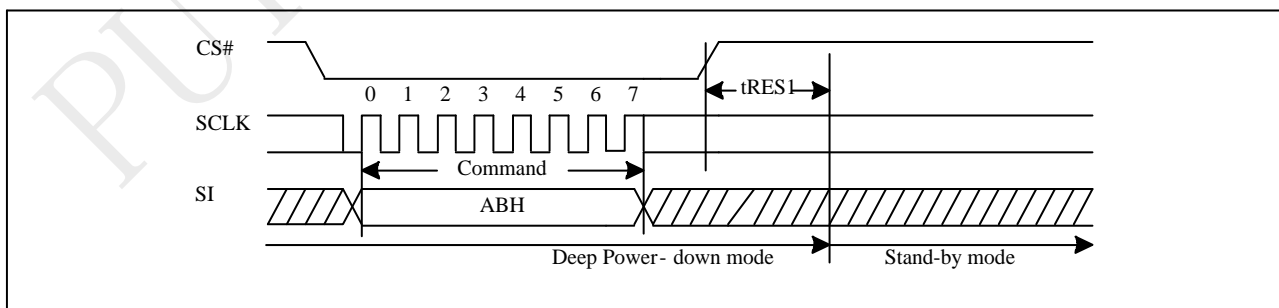 CS#
tRES1
0 1 2 3 4 5 6 7
SCLK
Command
SI
ABH
Deep Power- down mode
Stand-by mode
PU